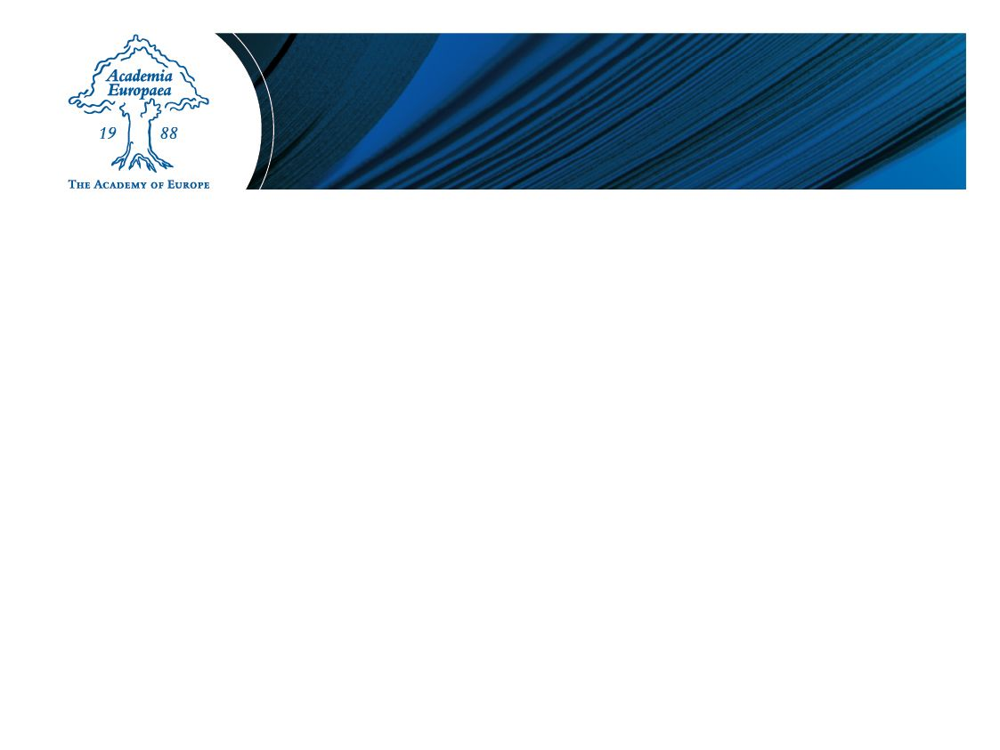 Academia
Europaea
19 88
THE ACADEMY OF EUROPE